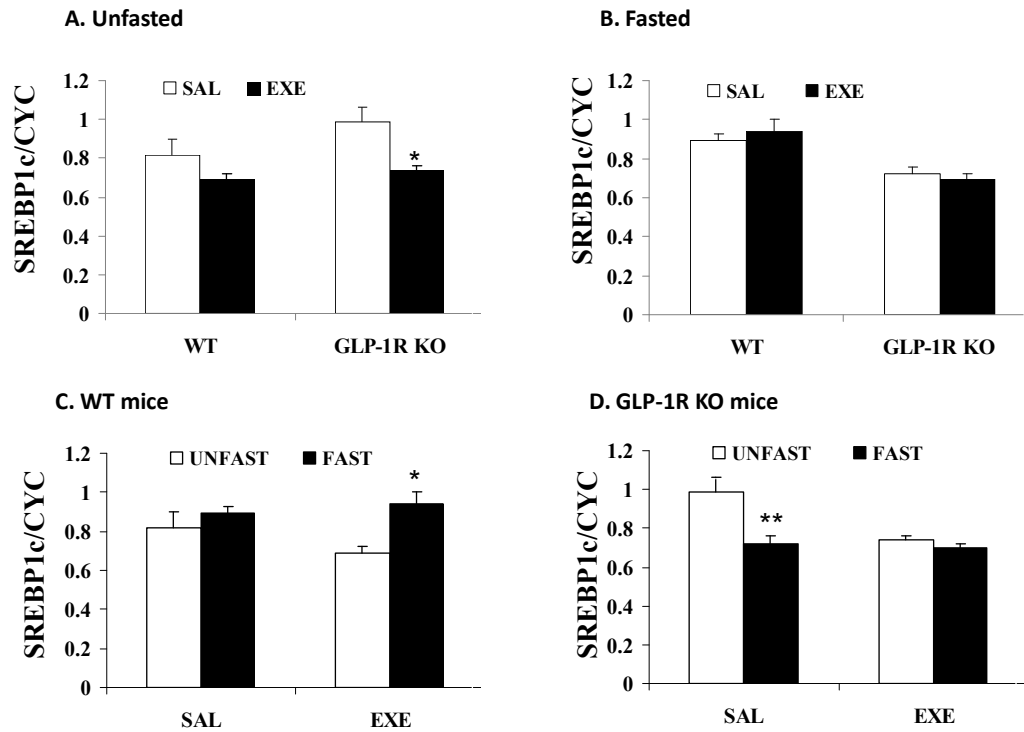 A. Unfasted
SREBP1c/CYC
1.2
1
0.8
0.6
0.4
0.2
0
SAL EXE
*
WT GLP-1R KO
B. Fasted
SREBP1c/CYC
1.2
1
0.8
0.6
0.4
0.2
0
SAL EXE
WT GLP-1R KO
C. WT mice
SREBP1c/CYC
1.2
1
0.8
0.6
0.4
0.2
0
UNFAST FAST
*
SAL EXE
D. GLP-1R KO mice
SREBP1c/CYC
1.2
1
0.8
0.6
0.4
0.2
0
UNFAST FAST
**
SAL EXE